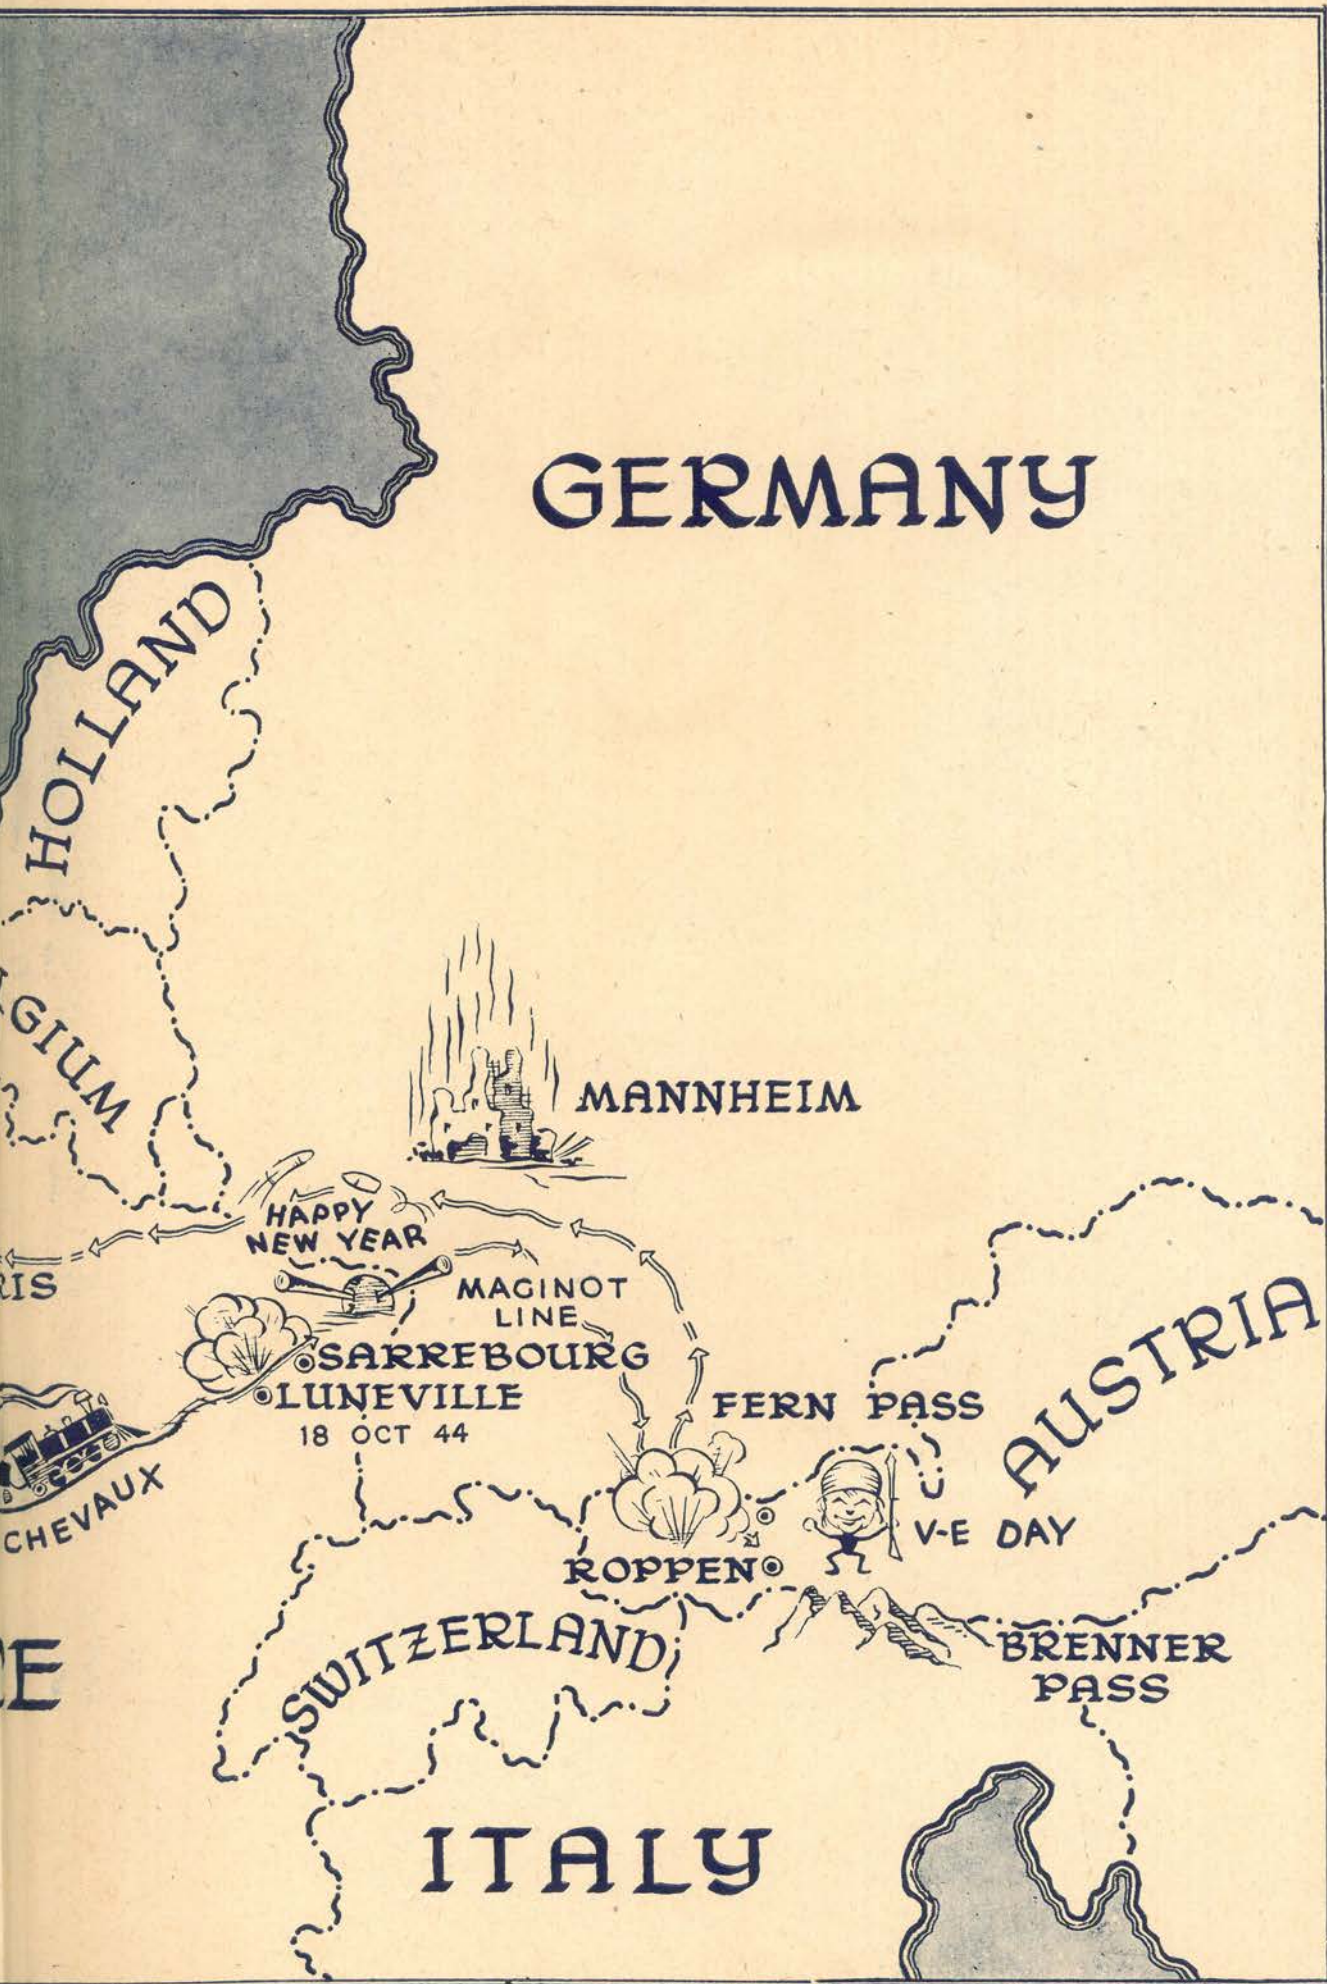 GERMANY
HOLLAND
GIUM
MANNHEIM
HAPPY
NEW YEAR
RIS
MAGINOT
LINE
SARREBOURG
LUNEVILLE
18 OCT 44
FERN PASS
AUSTRIA
CHEVAUX
V-E DAY
ROPPEN
SWITZERLAND
BRENNER
PASS
E
ITALY